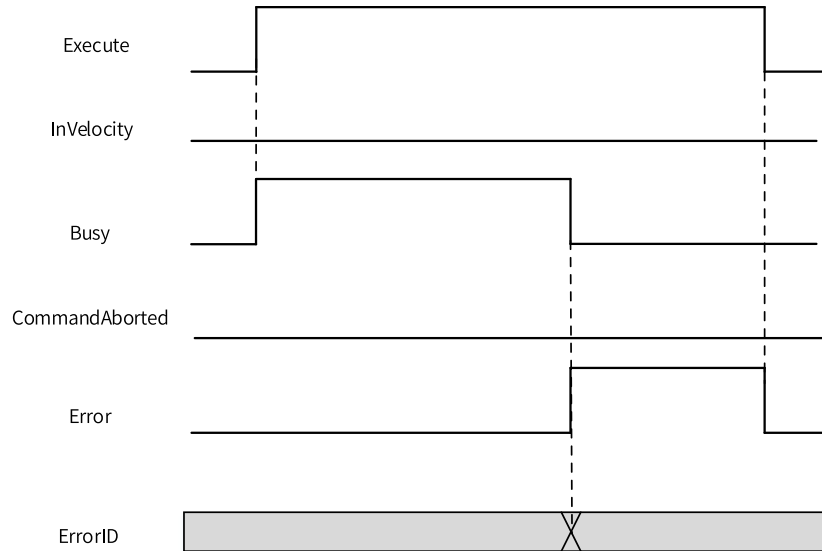 Execute
InVelocity
Busy
CommandAborted
Error
ErrorID